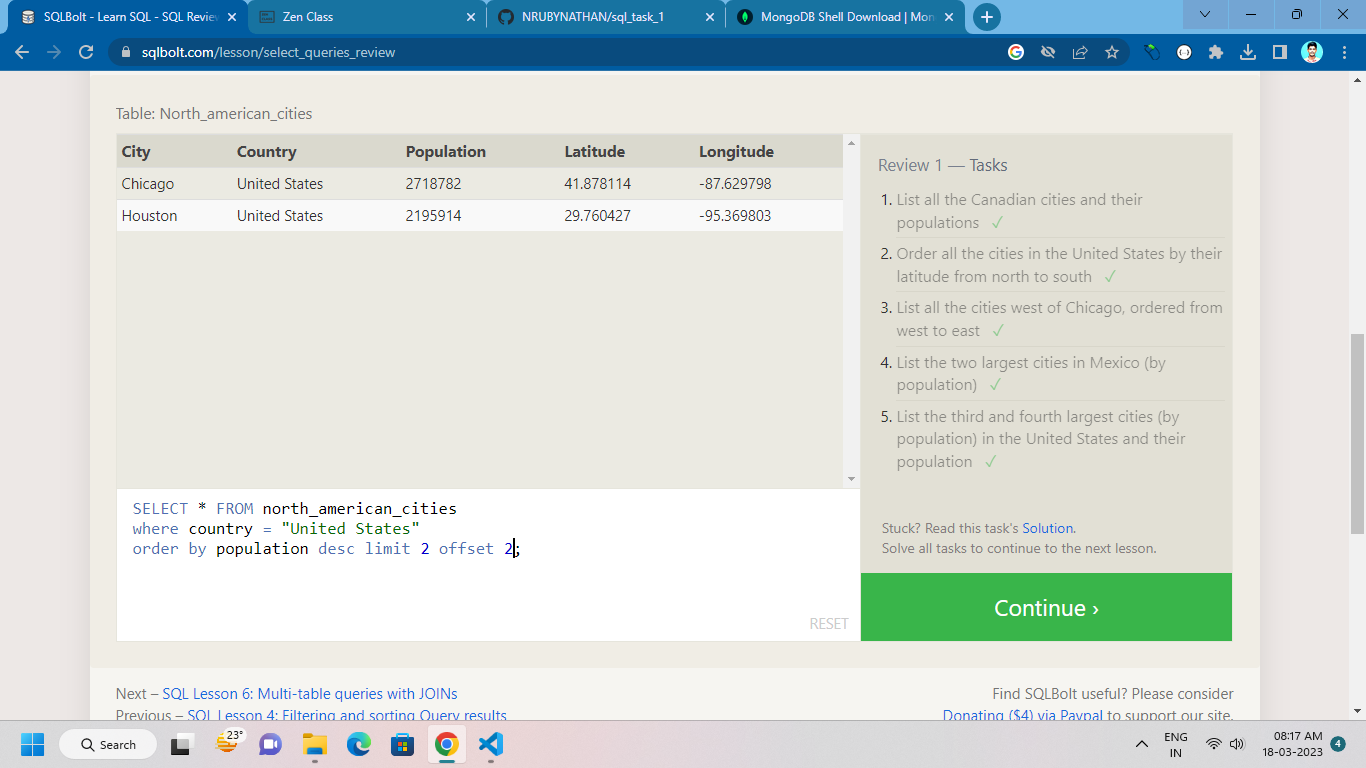 SQLBolt - Learn SQL - SQL Review
Zen Class
NRUBYNATHAN/sql_task_1
MongoDB Shell Download | Mon
sqlbolt.com/lesson/select_queries_review
Table: North_american_cities
City Country Population Latitude Longitude
Chicago United States 2718782 41.878114 -87.629798
Houston United States 2195914 29.760427 -95.369803
Review 1 — Tasks
1. List all the Canadian cities and their
populations ✓
2. Order all the cities in the United States by their
latitude from north to south ✓
3. List all the cities west of Chicago, ordered from
west to east ✓
4. List the two largest cities in Mexico (by
population) ✓
5. List the third and fourth largest cities (by
population) in the United States and their
population ✓
SELECT * FROM north_american_cities
where country = "United States"
order by population desc limit 2 offset 2;
RESET
Stuck? Read this task's Solution.
Solve all tasks to continue to the next lesson.
Continue ›
Next – SQL Lesson 6: Multi-table queries with JOINs
Previous – SQL Lesson 4: Filtering and sorting Query results
Find SQLBolt useful? Please consider
Donating ($4) via Paypal to support our site.
Search
23°
ENG
IN
08:17 AM
18-03-2023
4